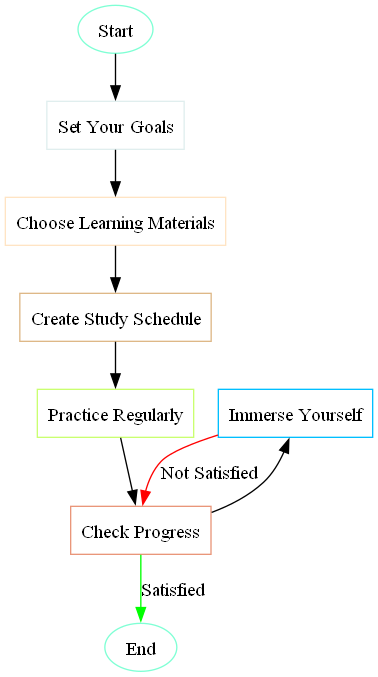 Start
Set Your Goals
Choose Learning Materials
Create Study Schedule
Practice Regularly
Immerse Yourself
Not Satisfied
Check Progress
Satisfied
End